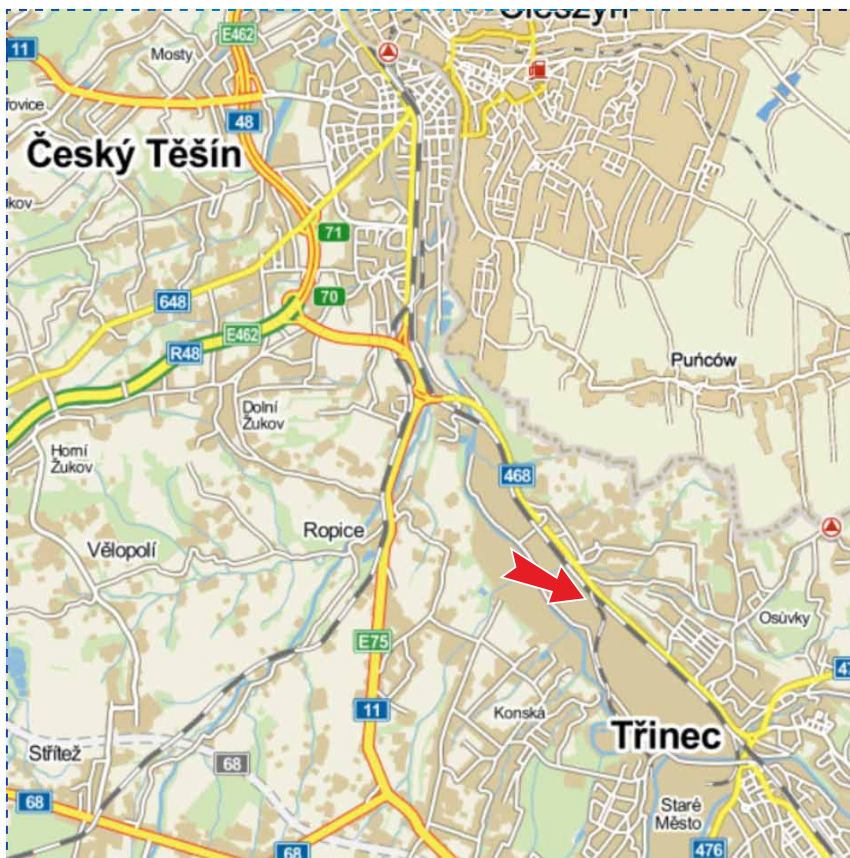 Cieszyn
E462
11
Mosty
48
Český Těšín
71
70
648
E462
R48
Puńców
Dolní
Žukov
Horní
Žukov
468
Ropice
Vělopolí
Osůvky
E75
11
Konská
Třinec
Střítež
68
68
Staré
Město
68
476